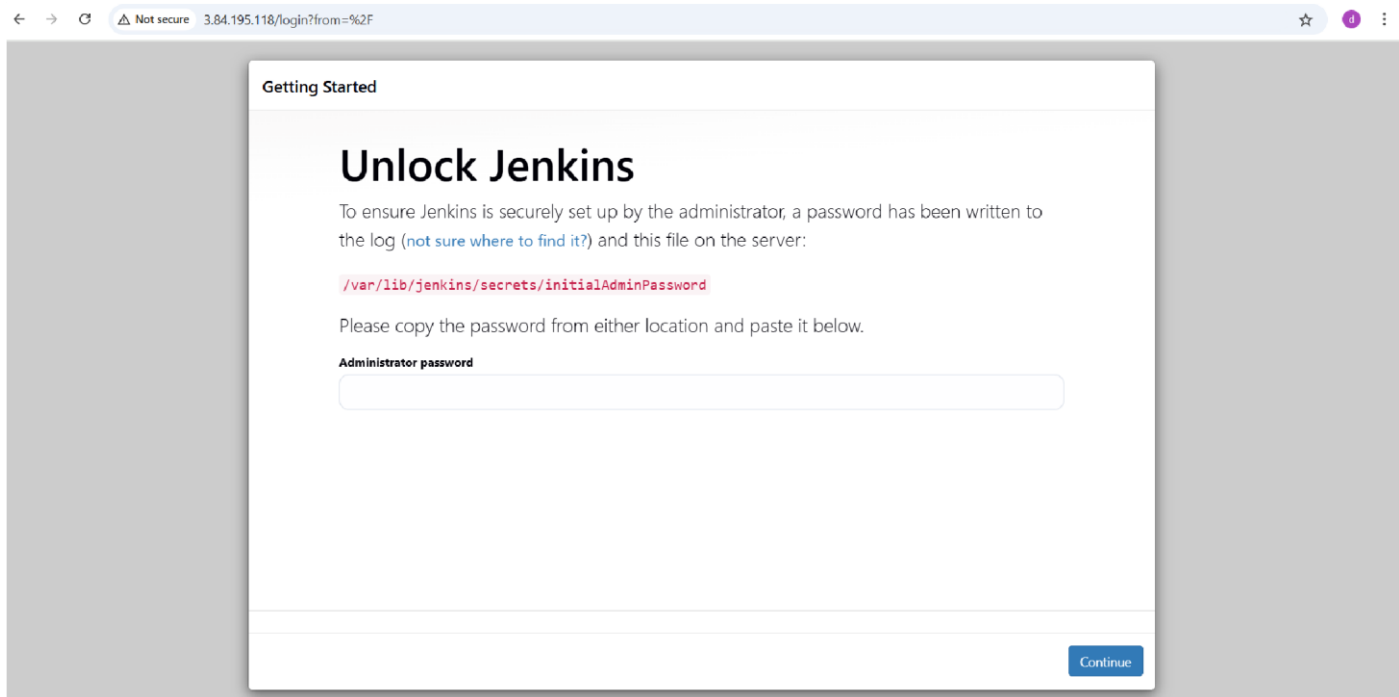 Not secure 3.84.195.118/login?from=%2F
d
Getting Started
Unlock Jenkins
To ensure Jenkins is securely set up by the administrator, a password has been written to
the log (not sure where to find it?) and this file on the server:
/var/lib/jenkins/secrets/initialAdminPassword
Please copy the password from either location and paste it below.
Administrator password
Continue